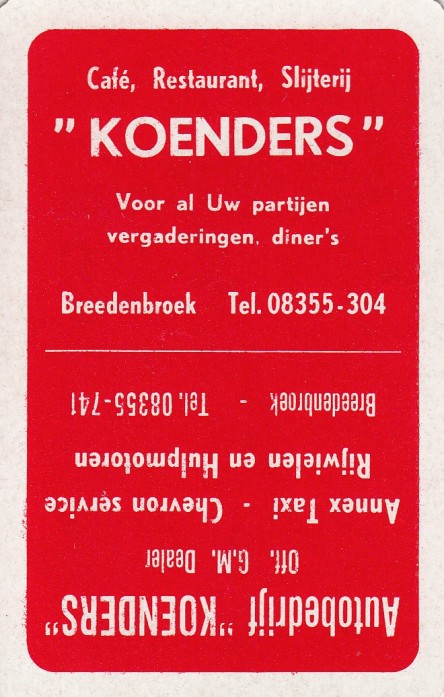 Café, Restaurant, Slijterij
" KOENDERS "
Voor al Uw partijen
vergaderingen, diner's
Breedenbroek Tel. 08355-304
Autobedrijf "KOENDERS"
Off. G.M. Dealer
Annex Taxi - Chevron service
Rijwielen en Hulpmotoren
Breedenbroek - Tel. 08355-741